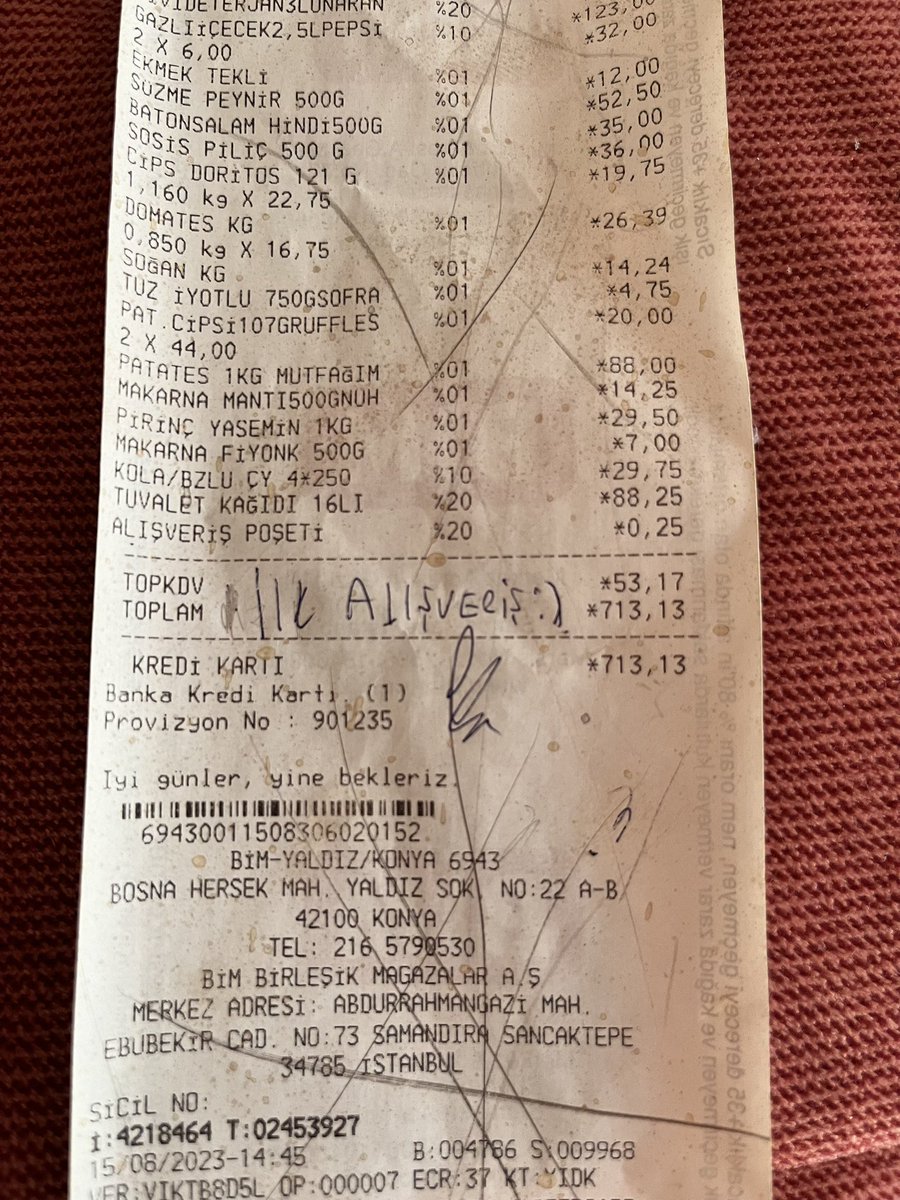 DETERJAN3LUNARAN %20 *123,00
GAZLIİÇECEK2,5LPEPSİ %10 *32,00
2 X 6,00
EKMEK TEKLİ %01 *12,00
SÜZME PEYNİR 500G %01 *52,50
BATONSALAM HİNDİ500G %01 *35,00
SOSİS PİLİÇ 500 G %01 *36,00
CİPS DORİTOS 121 G %01 *19,75
1,160 kg X 22,75
DOMATES KG %01 *26,39
0,850 kg X 16,75
SOĞAN KG %01 *14,24
TUZ İYOTLU 750GSOFRA %01 *4,75
PAT.CİPSİ107GRUFFLES %01 *20,00
2 X 44,00
PATATES 1KG MUTFAĞIM %01 *88,00
MAKARNA MANTI500GNUH %01 *14,25
PİRİNÇ YASEMİN 1KG %01 *29,50
MAKARNA FİYONK 500G %01 *7,00
KOLA/BZLU ÇY 4*250 %10 *29,75
TUVALET KAĞIDI 16LI %20 *88,25
ALIŞVERİŞ POŞETİ %20 *0,25
TOPKDV *53,17
TOPLAM İlk Alışveriş :) *713,13
KREDİ KARTI *713,13
Banka Kredi Kartı (1)
Provizyon No : 901235
İyi günler, yine bekleriz.
69430011508306020152
BİM-YALDIZ/KONYA 6943
BOSNA HERSEK MAH. YALDIZ SOK. NO:22 A-B
42100 KONYA
TEL: 216 5790530
BİM BİRLEŞİK MAĞAZALAR A.Ş
MERKEZ ADRESİ: ABDURRAHMANGAZİ MAH.
EBUBEKİR CAD. NO:73 SAMANDIRA SANCAKTEPE
34785 İSTANBUL
SİCİL NO:
İ:4218464 T:02453927
15/08/2023-14:45 B:004786 S:009968
VER:VIKTB8D5L OP:000007 ECR:37 KT:YIDK